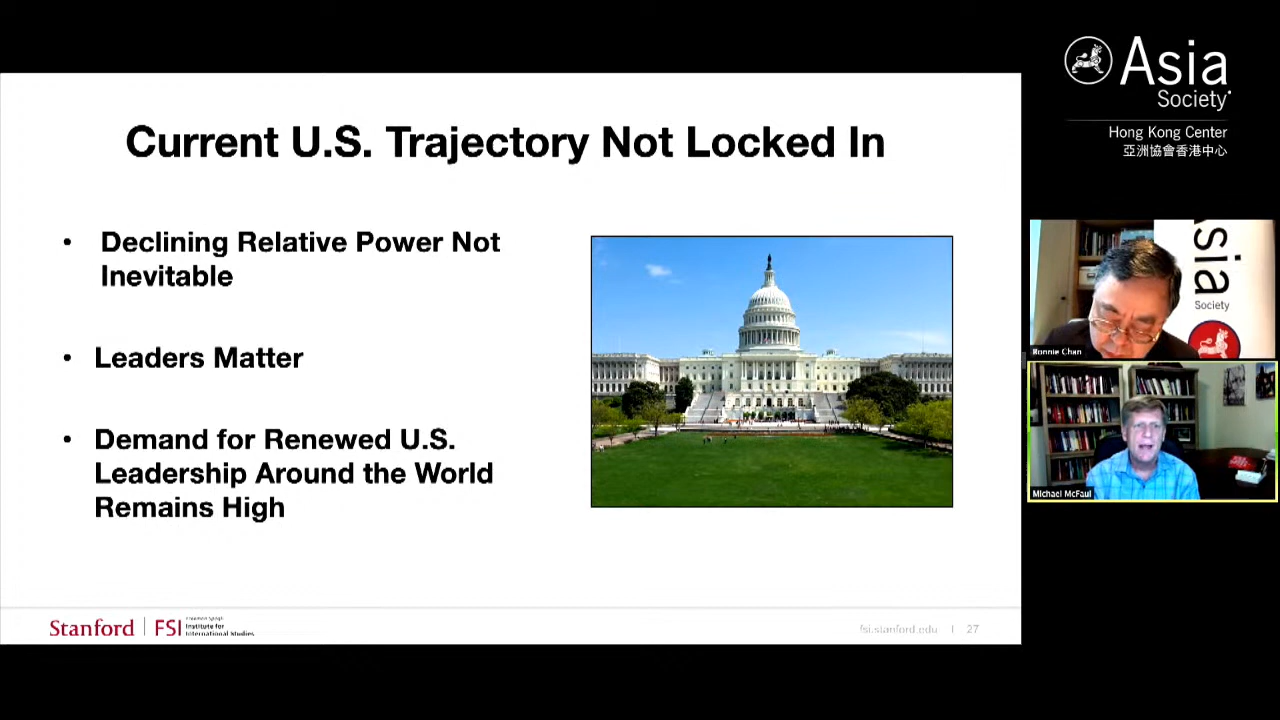 Current U.S. Trajectory Not Locked In
• Declining Relative Power Not
Inevitable
• Leaders Matter
• Demand for Renewed U.S.
Leadership Around the World
Remains High
Stanford | FSI
Freeman Spogli
Institute for
International Studies
fsi.stanford.edu | 27
Asia
Society
Hong Kong Center
亞洲協會香港中心
Asia
Society
Ronnie Chan
Michael McFaul